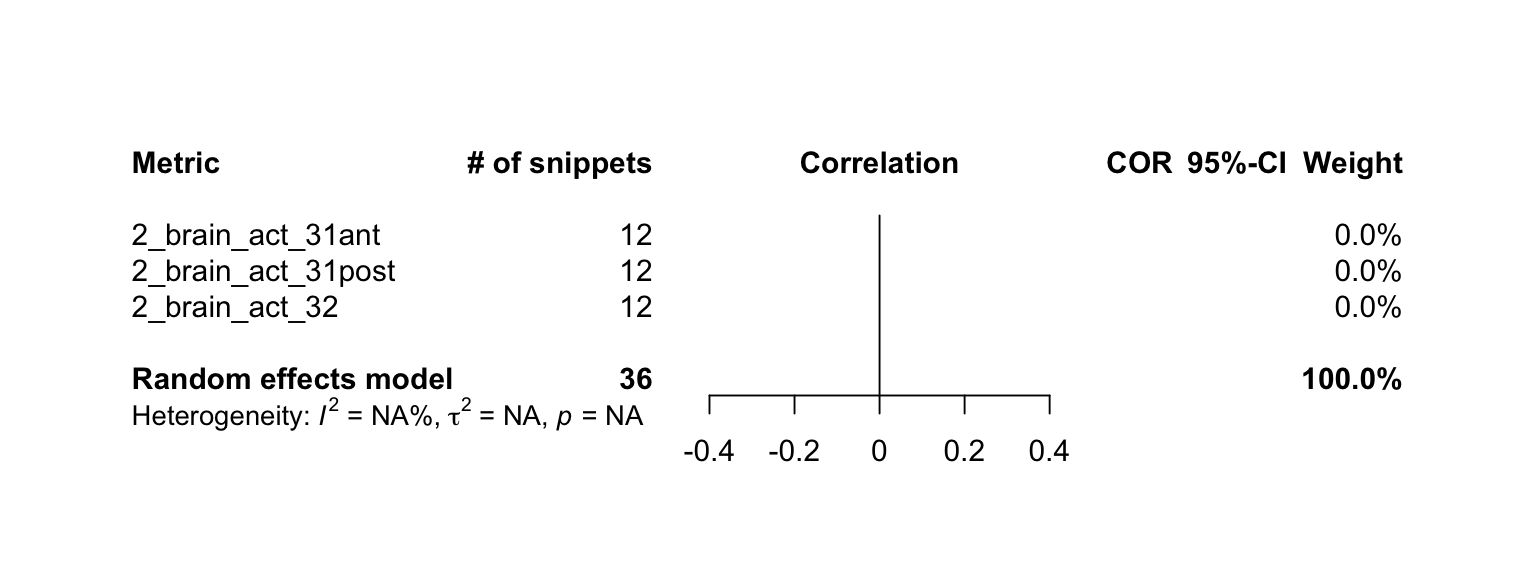 Metric # of snippets Correlation COR 95%-CI Weight
2_brain_act_31ant 12 0.0%
2_brain_act_31post 12 0.0%
2_brain_act_32 12 0.0%
Random effects model 36 100.0%
Heterogeneity: I² = NA%, τ² = NA, p = NA
-0.4 -0.2 0 0.2 0.4